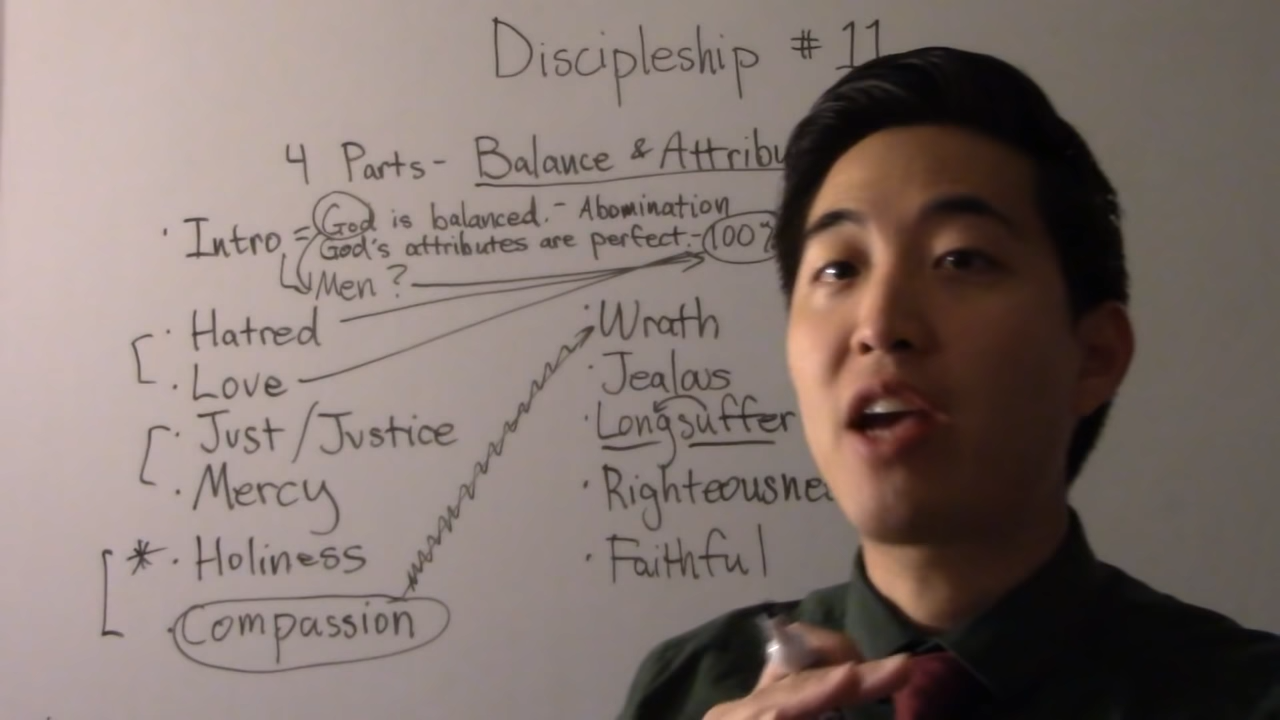 Discipleship # 11
4 Parts- Balance & Attribu
· Intro = God is balanced. - Abomination
God's attributes are perfect. - 100%
Men ?
· Hatred
· Love
· Just / Justice
· Mercy
* · Holiness
· Compassion
· Wrath
· Jealous
· Longsuffer
· Righteousne
· Faithful